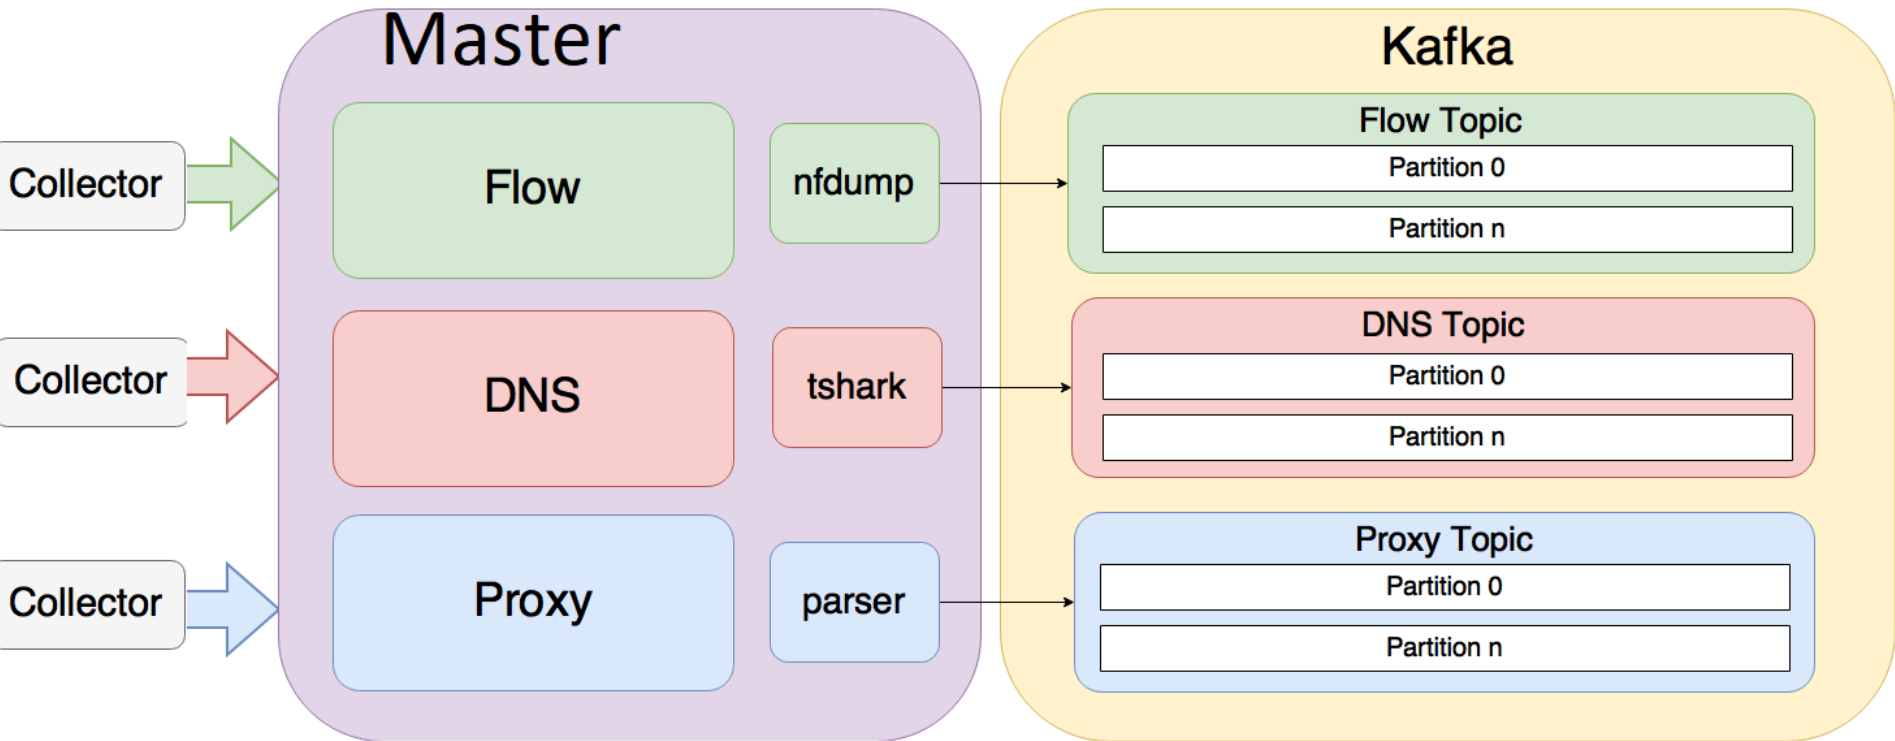 Master
Kafka
Collector
Flow
nfdump
Flow Topic
Partition 0
Partition n
Collector
DNS
tshark
DNS Topic
Partition 0
Partition n
Collector
Proxy
parser
Proxy Topic
Partition 0
Partition n